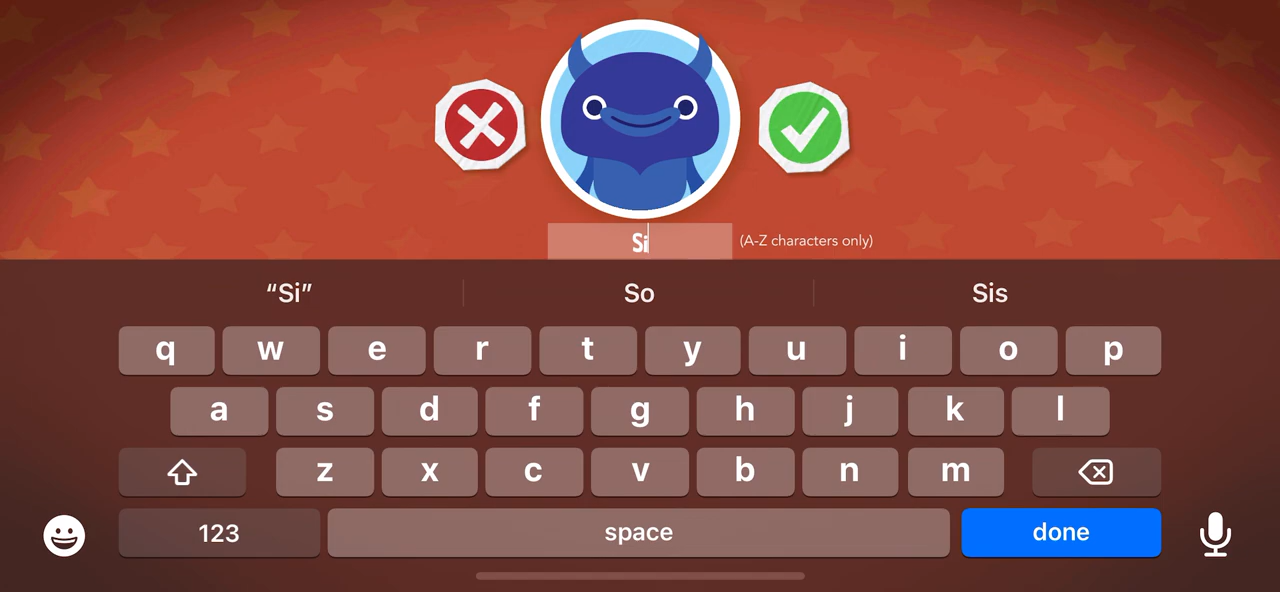 Si
(A-Z characters only)
“Si” So Sis
q w e r t y u i o p
a s d f g h j k l
z x c v b n m
123 space done